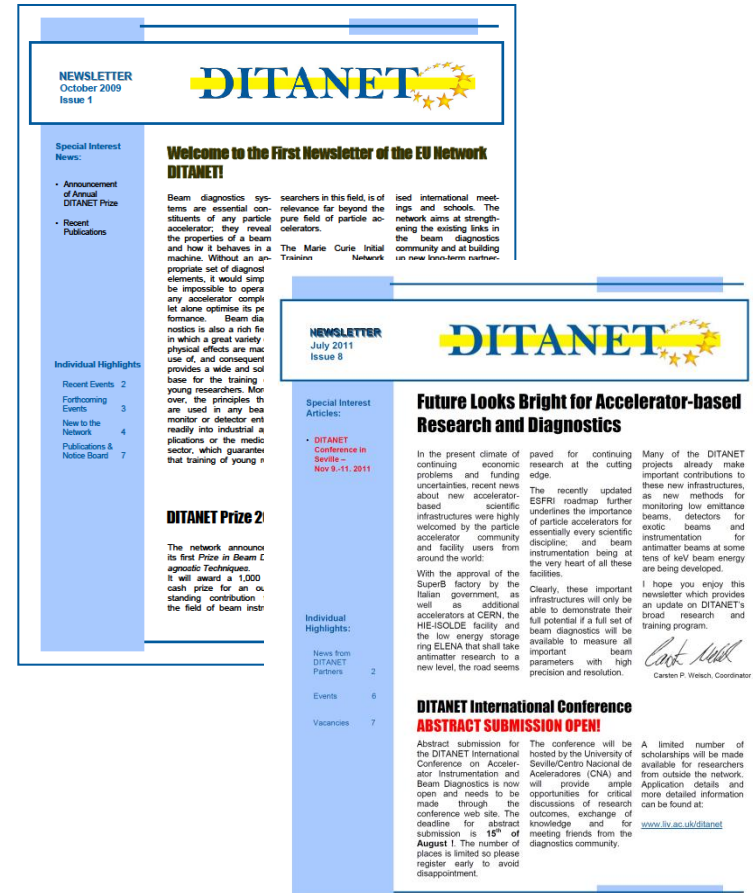 NEWSLETTER
October 2009
Issue 1
DITANET
Special Interest
News:
• Announcement
of Annual
DITANET Prize
• Recent
Publications
Individual Highlights
Recent Events 2
Forthcoming
Events 3
New to the
Network 4
Publications &
Notice Board 7
Welcome to the First Newsletter of the EU Network
DITANET!
Beam diagnostics sys-
tems are essential con-
stituents of any particle
accelerator; they reveal
the properties of a beam
and how it behaves in a
machine. Without an ap-
propriate set of diagnost
elements, it would simp
be impossible to opera
any accelerator comple
let alone optimise its pe
formance. Beam diag
nostics is also a rich fie
in which a great variety
physical effects are mad
use of, and consequent
provides a wide and sol
base for the training
young researchers. Mor
over, the principles th
are used in any bea
monitor or detector ent
readily into industrial a
plications or the medic
sector, which guarantee
that training of young r
searchers in this field, is of
relevance far beyond the
pure field of particle ac-
celerators.
The Marie Curie Initial
Training Network
ised international meet-
ings and schools. The
network aims at strength-
ening the existing links in
the beam diagnostics
community and at building
up new long-term partner-
DITANET Prize 2
The network announc
its first Prize in Beam D
agnostic Techniques.
It will award a 1,000
cash prize for an ou
standing contribution
the field of beam instr
NEWSLETTER
July 2011
Issue 8
DITANET
Special Interest
Articles:
• DITANET
Conference in
Seville –
Nov 9.-11. 2011
Individual
Highlights:
News from
DITANET
Partners 2
Events 6
Vacancies 7
Future Looks Bright for Accelerator-based
Research and Diagnostics
In the present climate of
continuing economic
problems and funding
uncertainties, recent news
about new accelerator-
based scientific
infrastructures were highly
welcomed by the particle
accelerator community
and facility users from
around the world:
With the approval of the
SuperB factory by the
Italian government, as
well as additional
accelerators at CERN, the
HIE-ISOLDE facility and
the low energy storage
ring ELENA that shall take
antimatter research to a
new level, the road seems
paved for continuing
research at the cutting
edge.
The recently updated
ESFRI roadmap further
underlines the importance
of particle accelerators for
essentially every scientific
discipline; and beam
instrumentation being at
the very heart of all these
facilities.
Clearly, these important
infrastructures will only be
able to demonstrate their
full potential if a full set of
beam diagnostics will be
available to measure all
important beam
parameters with high
precision and resolution.
Many of the DITANET
projects already make
important contributions to
these new infrastructures,
as new methods for
monitoring low emittance
beams, detectors for
exotic beams and
instrumentation for
antimatter beams at some
tens of keV beam energy
are being developed.
I hope you enjoy this
newsletter which provides
an update on DITANET's
broad research and
training program.
Carsten P. Welsch, Coordinator
DITANET International Conference
ABSTRACT SUBMISSION OPEN!
Abstract submission for
the DITANET International
Conference on Acceler-
ator Instrumentation and
Beam Diagnostics is now
open and needs to be
made through the
conference web site. The
deadline for abstract
submission is 15th of
August !. The number of
places is limited so please
register early to avoid
disappointment.
The conference will be
hosted by the University of
Seville/Centro Nacional de
Aceleradores (CNA) and
will provide ample
opportunities for critical
discussions of research
outcomes, exchange of
knowledge and for
meeting friends from the
diagnostics community.
A limited number of
scholarships will be made
available for researchers
from outside the network.
Application details and
more detailed information
can be found at:
www.liv.ac.uk/ditanet